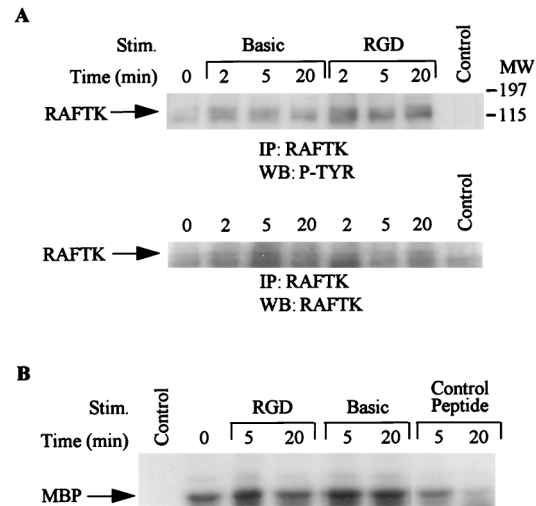 A
Stim. Basic RGD Control
Time (min) 0 2 5 20 2 5 20 MW
197
RAFTK 115
IP: RAFTK
WB: P-TYR
0 2 5 20 2 5 20 Control
RAFTK
IP: RAFTK
WB: RAFTK
B
Stim. Control RGD Basic Control Peptide
Time (min) 0 5 20 5 20 5 20
MBP